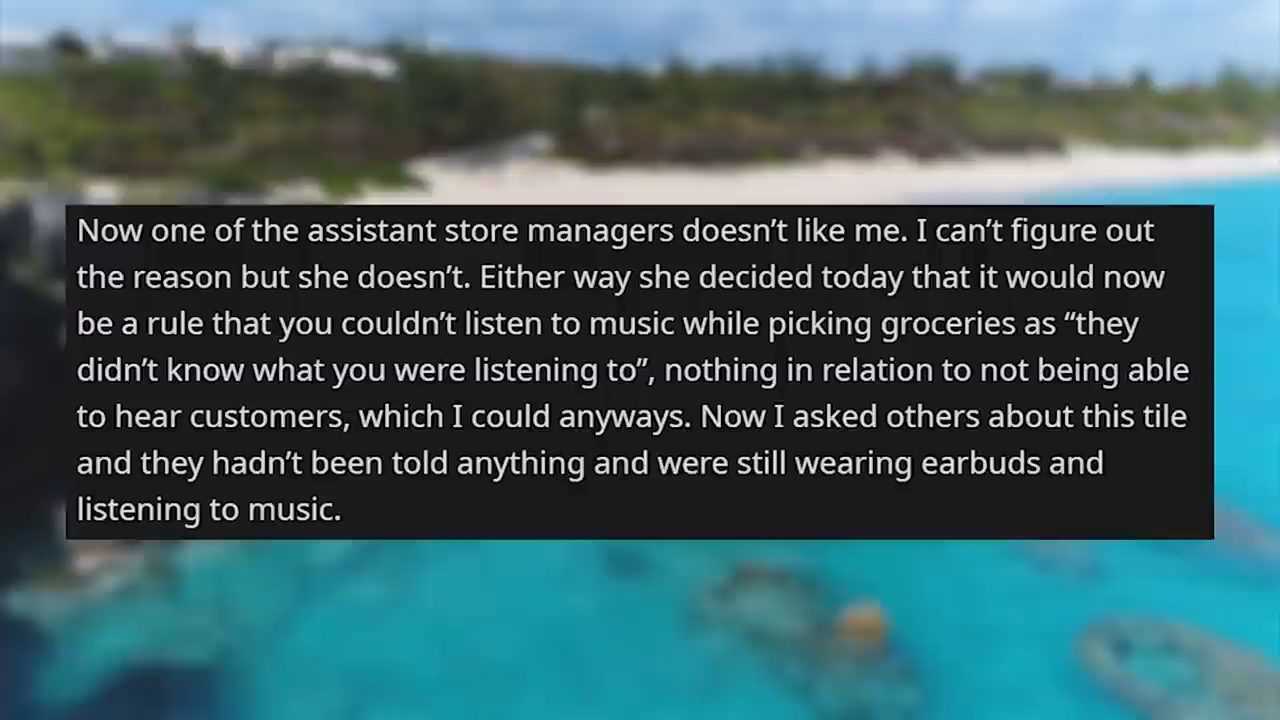 Now one of the assistant store managers doesn’t like me. I can’t figure out
the reason but she doesn’t. Either way she decided today that it would now
be a rule that you couldn’t listen to music while picking groceries as “they
didn’t know what you were listening to”, nothing in relation to not being able
to hear customers, which I could anyways. Now I asked others about this tile
and they hadn’t been told anything and were still wearing earbuds and
listening to music.